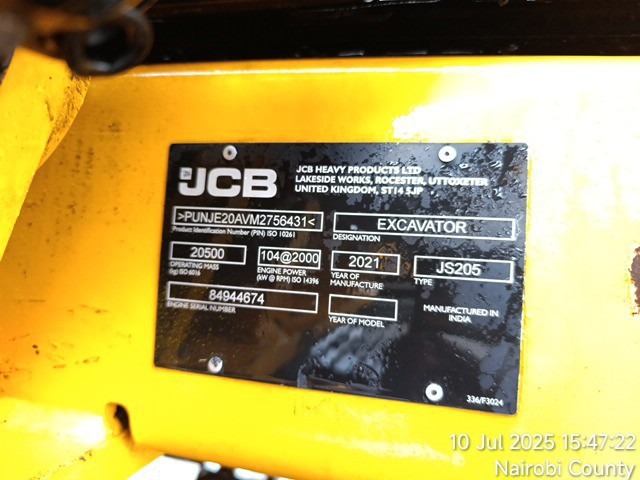 JCB
JCB HEAVY PRODUCTS LTD
LAKESIDE WORKS, ROCESTER, UTTOXETER
UNITED KINGDOM, ST14 5JP
>PUNJE20AVM2756431<
Product Identification Number (PIN) ISO 10261
EXCAVATOR
DESIGNATION
20500
OPERATING MASS
(kg) ISO 6016
104@2000
ENGINE POWER
(kW @ RPM) ISO 14396
2021
YEAR OF
MANUFACTURE
JS205
TYPE
84944674
ENGINE SERIAL NUMBER
YEAR OF MODEL
MANUFACTURED IN
INDIA
336/F3024
10 Jul 2025 15:47:22
Nairobi County